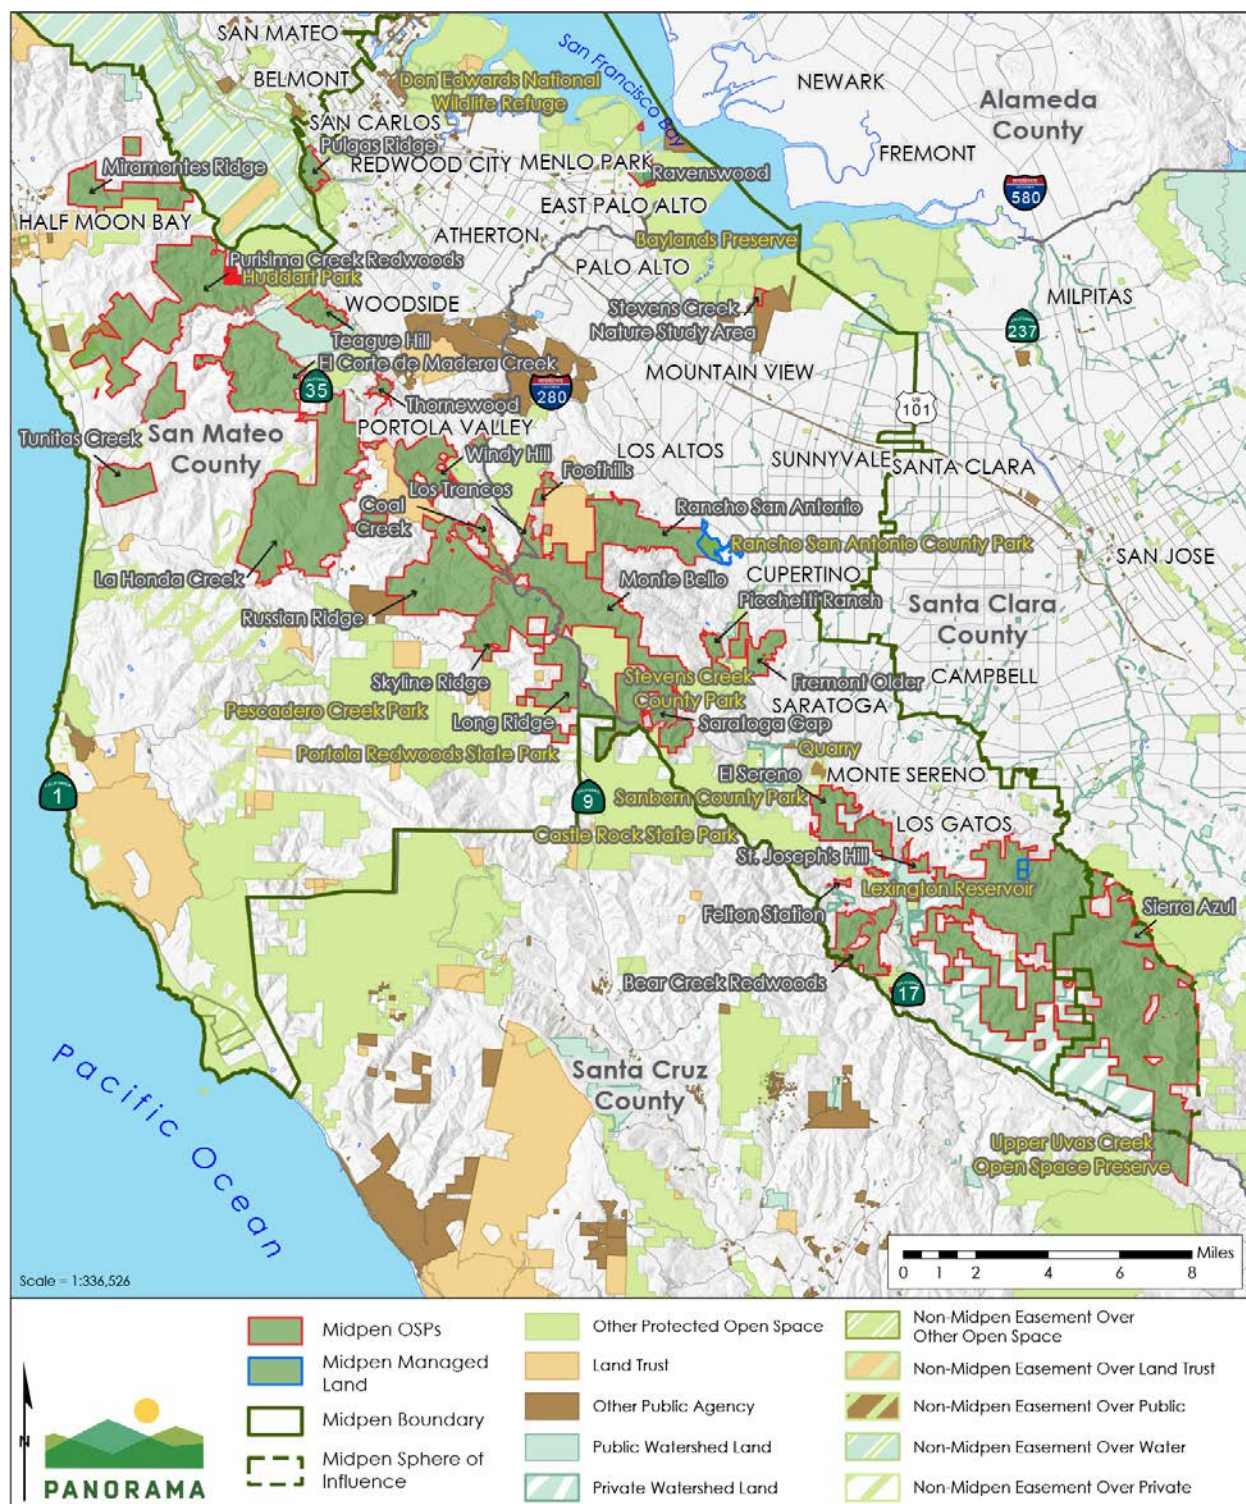 SAN MATEO
BELMONT
Don Edwards National
Wildlife Refuge
San Francisco Bay
NEWARK
Alameda
County
SAN CARLOS
Pulgas Ridge
REDWOOD CITY
MENLO PARK
FREMONT
Miramontes Ridge
Ravenswood
INTERSTATE
580
HALF MOON BAY
EAST PALO ALTO
ATHERTON
Baylands Preserve
Purisima Creek Redwoods
Huddart Park
PALO ALTO
WOODSIDE
Stevens Creek
Nature Study Area
MILPITAS
CALIFORNIA
237
Teague Hill
El Corte de Madera Creek
CALIFORNIA
35
INTERSTATE
280
MOUNTAIN VIEW
Thornewood
US
101
PORTOLA VALLEY
San Mateo
County
Tunitas Creek
Windy Hill
Foothills
LOS ALTOS
SUNNYVALE
SANTA CLARA
Los Trancos
Coal
Creek
Rancho San Antonio
Rancho San Antonio County Park
SAN JOSE
La Honda Creek
Monte Bello
CUPERTINO
Picchetti Ranch
Santa Clara
County
Russian Ridge
Skyline Ridge
Stevens Creek
County Park
Fremont Older
CAMPBELL
Pescadero Creek Park
Long Ridge
SARATOGA
Saratoga Gap
Portola Redwoods State Park
Quarry
El Sereno
MONTE SERENO
CALIFORNIA
1
CALIFORNIA
9
Sanborn County Park
LOS GATOS
Castle Rock State Park
St. Joseph's Hill
Lexington Reservoir
Felton Station
Sierra Azul
Bear Creek Redwoods
CALIFORNIA
17
Pacific Ocean
Santa Cruz
County
Upper Uvas Creek
Open Space Preserve
Miles
0 1 2 4 6 8
Scale = 1:336,526
N
PANORAMA
Midpen OSPs
Midpen Managed
Land
Midpen Boundary
Midpen Sphere of
Influence
Other Protected Open Space
Land Trust
Other Public Agency
Public Watershed Land
Private Watershed Land
Non-Midpen Easement Over
Other Open Space
Non-Midpen Easement Over Land Trust
Non-Midpen Easement Over Public
Non-Midpen Easement Over Water
Non-Midpen Easement Over Private